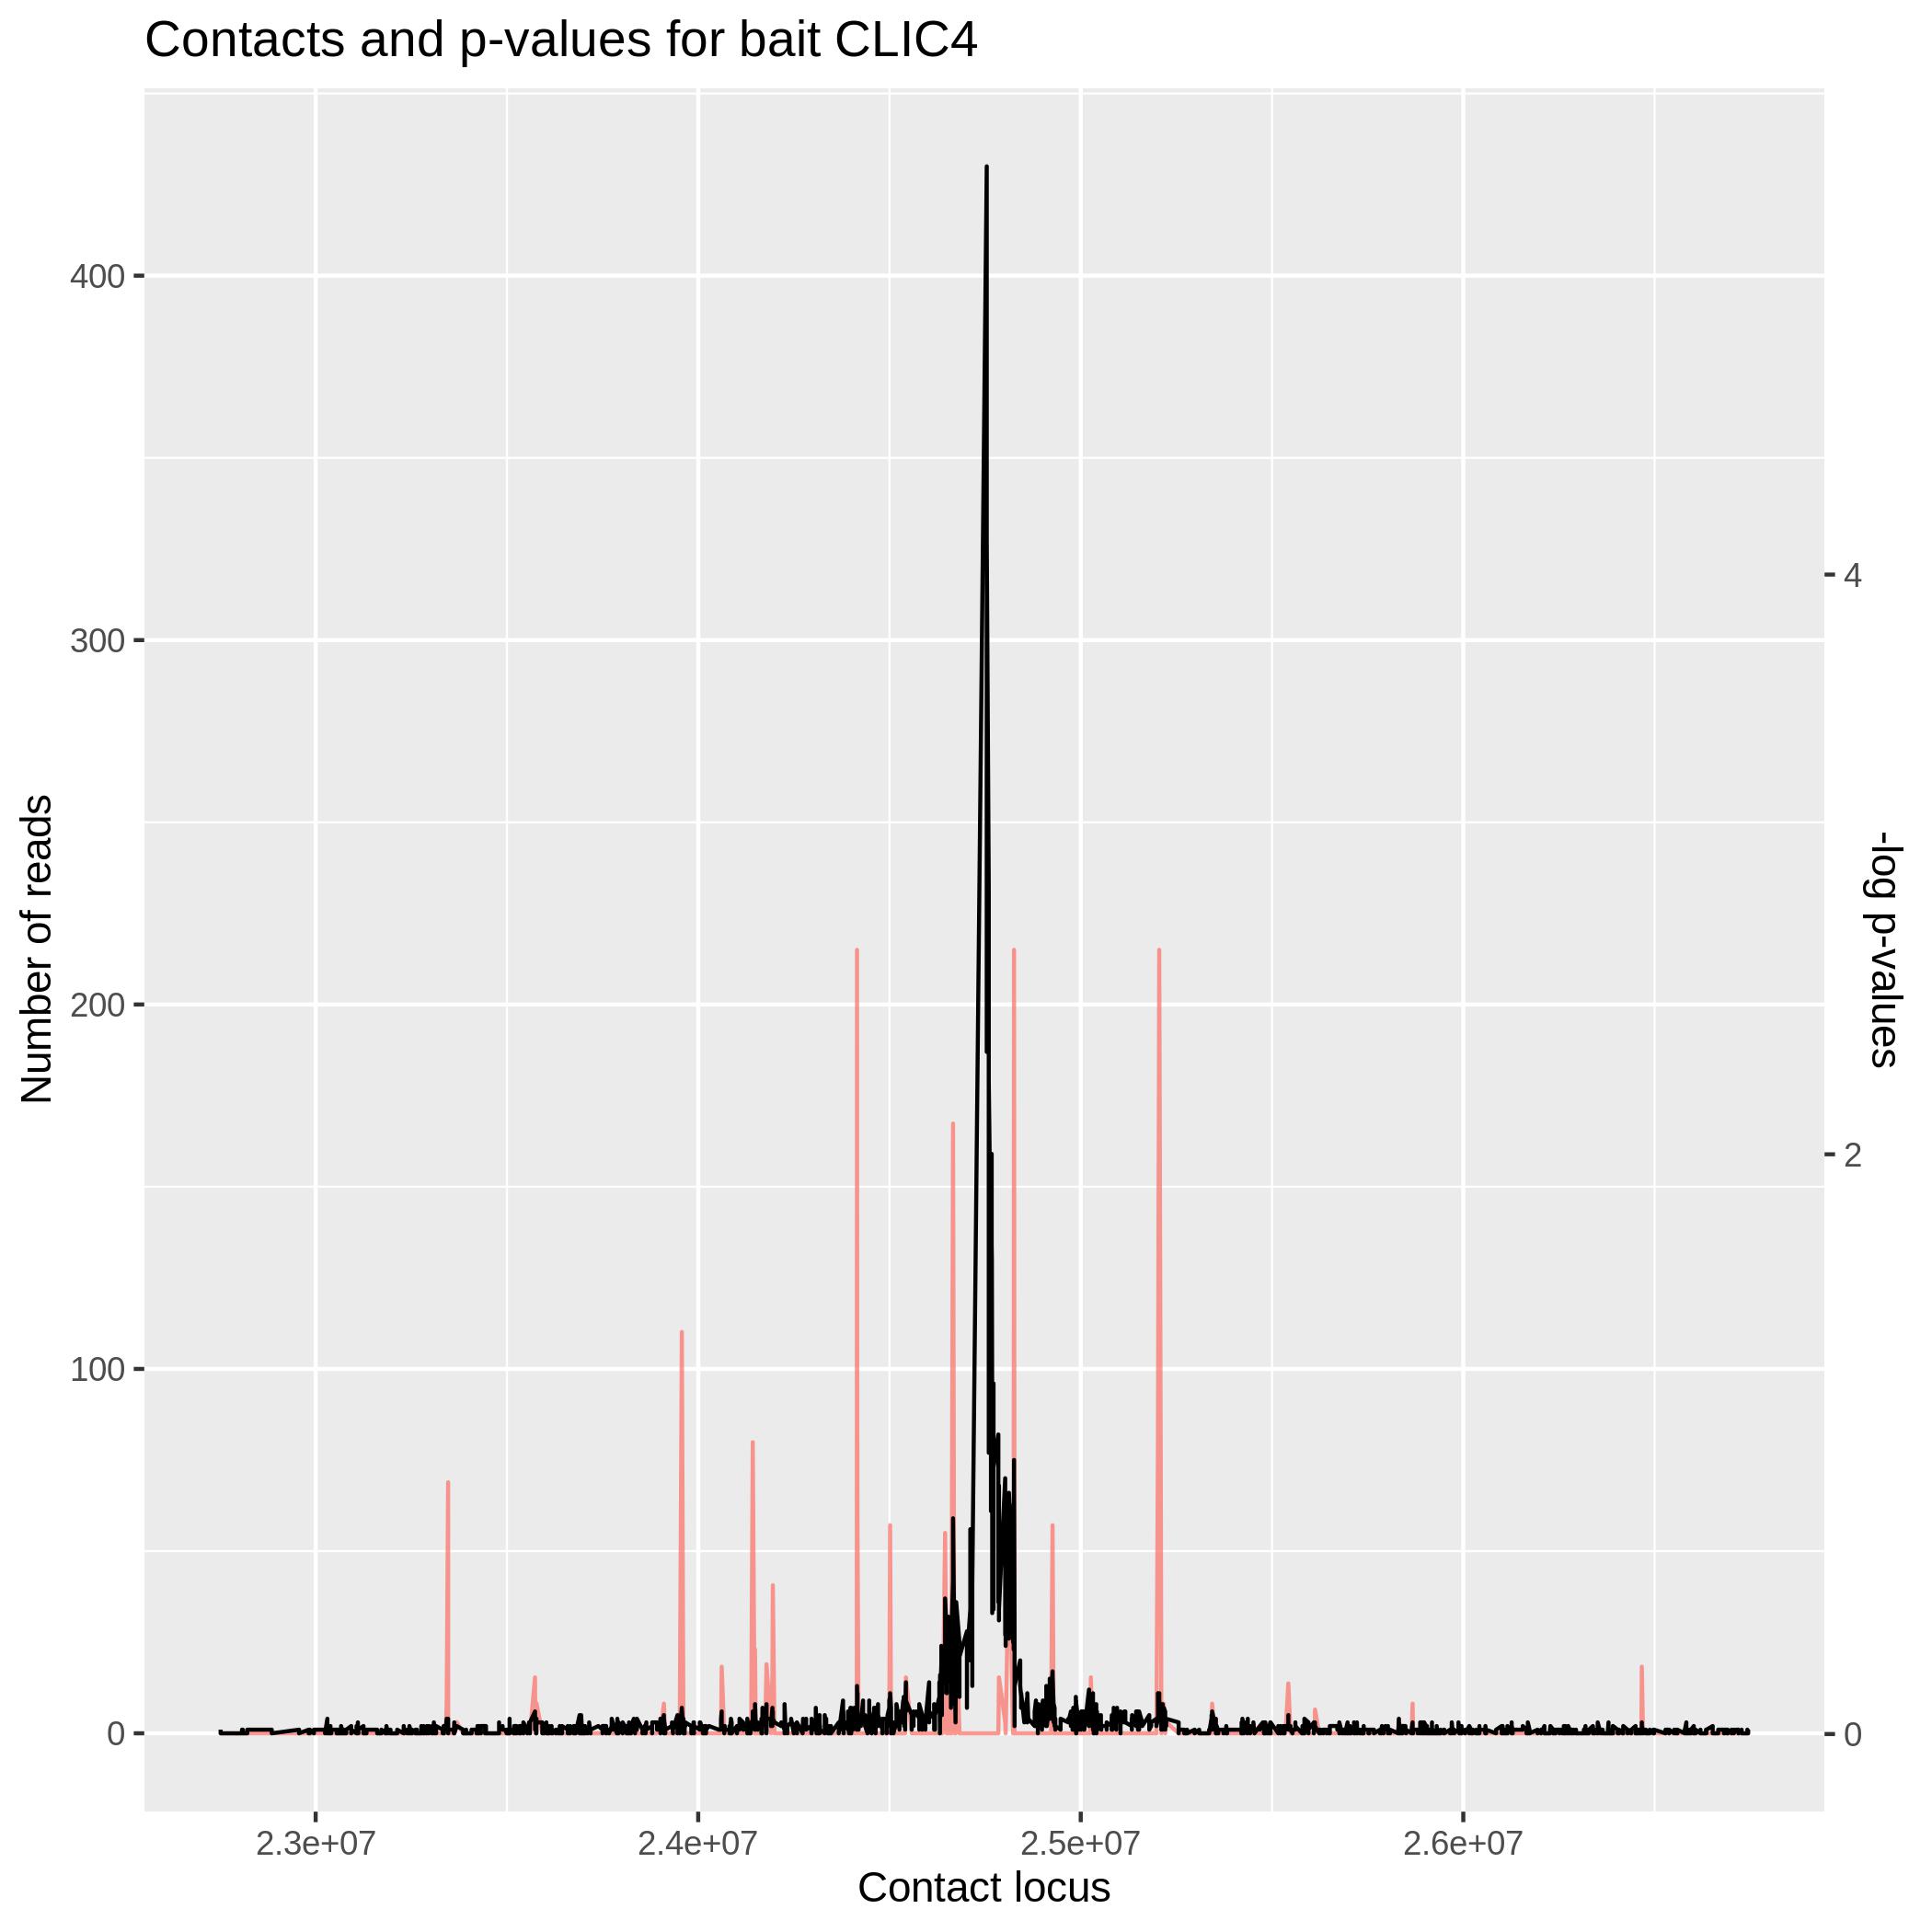 Contacts and p-values for bait CLIC4
400
300
200
100
0
Number of reads
4
2
0
-log p-values
2.3e+07
2.4e+07
2.5e+07
2.6e+07
Contact locus